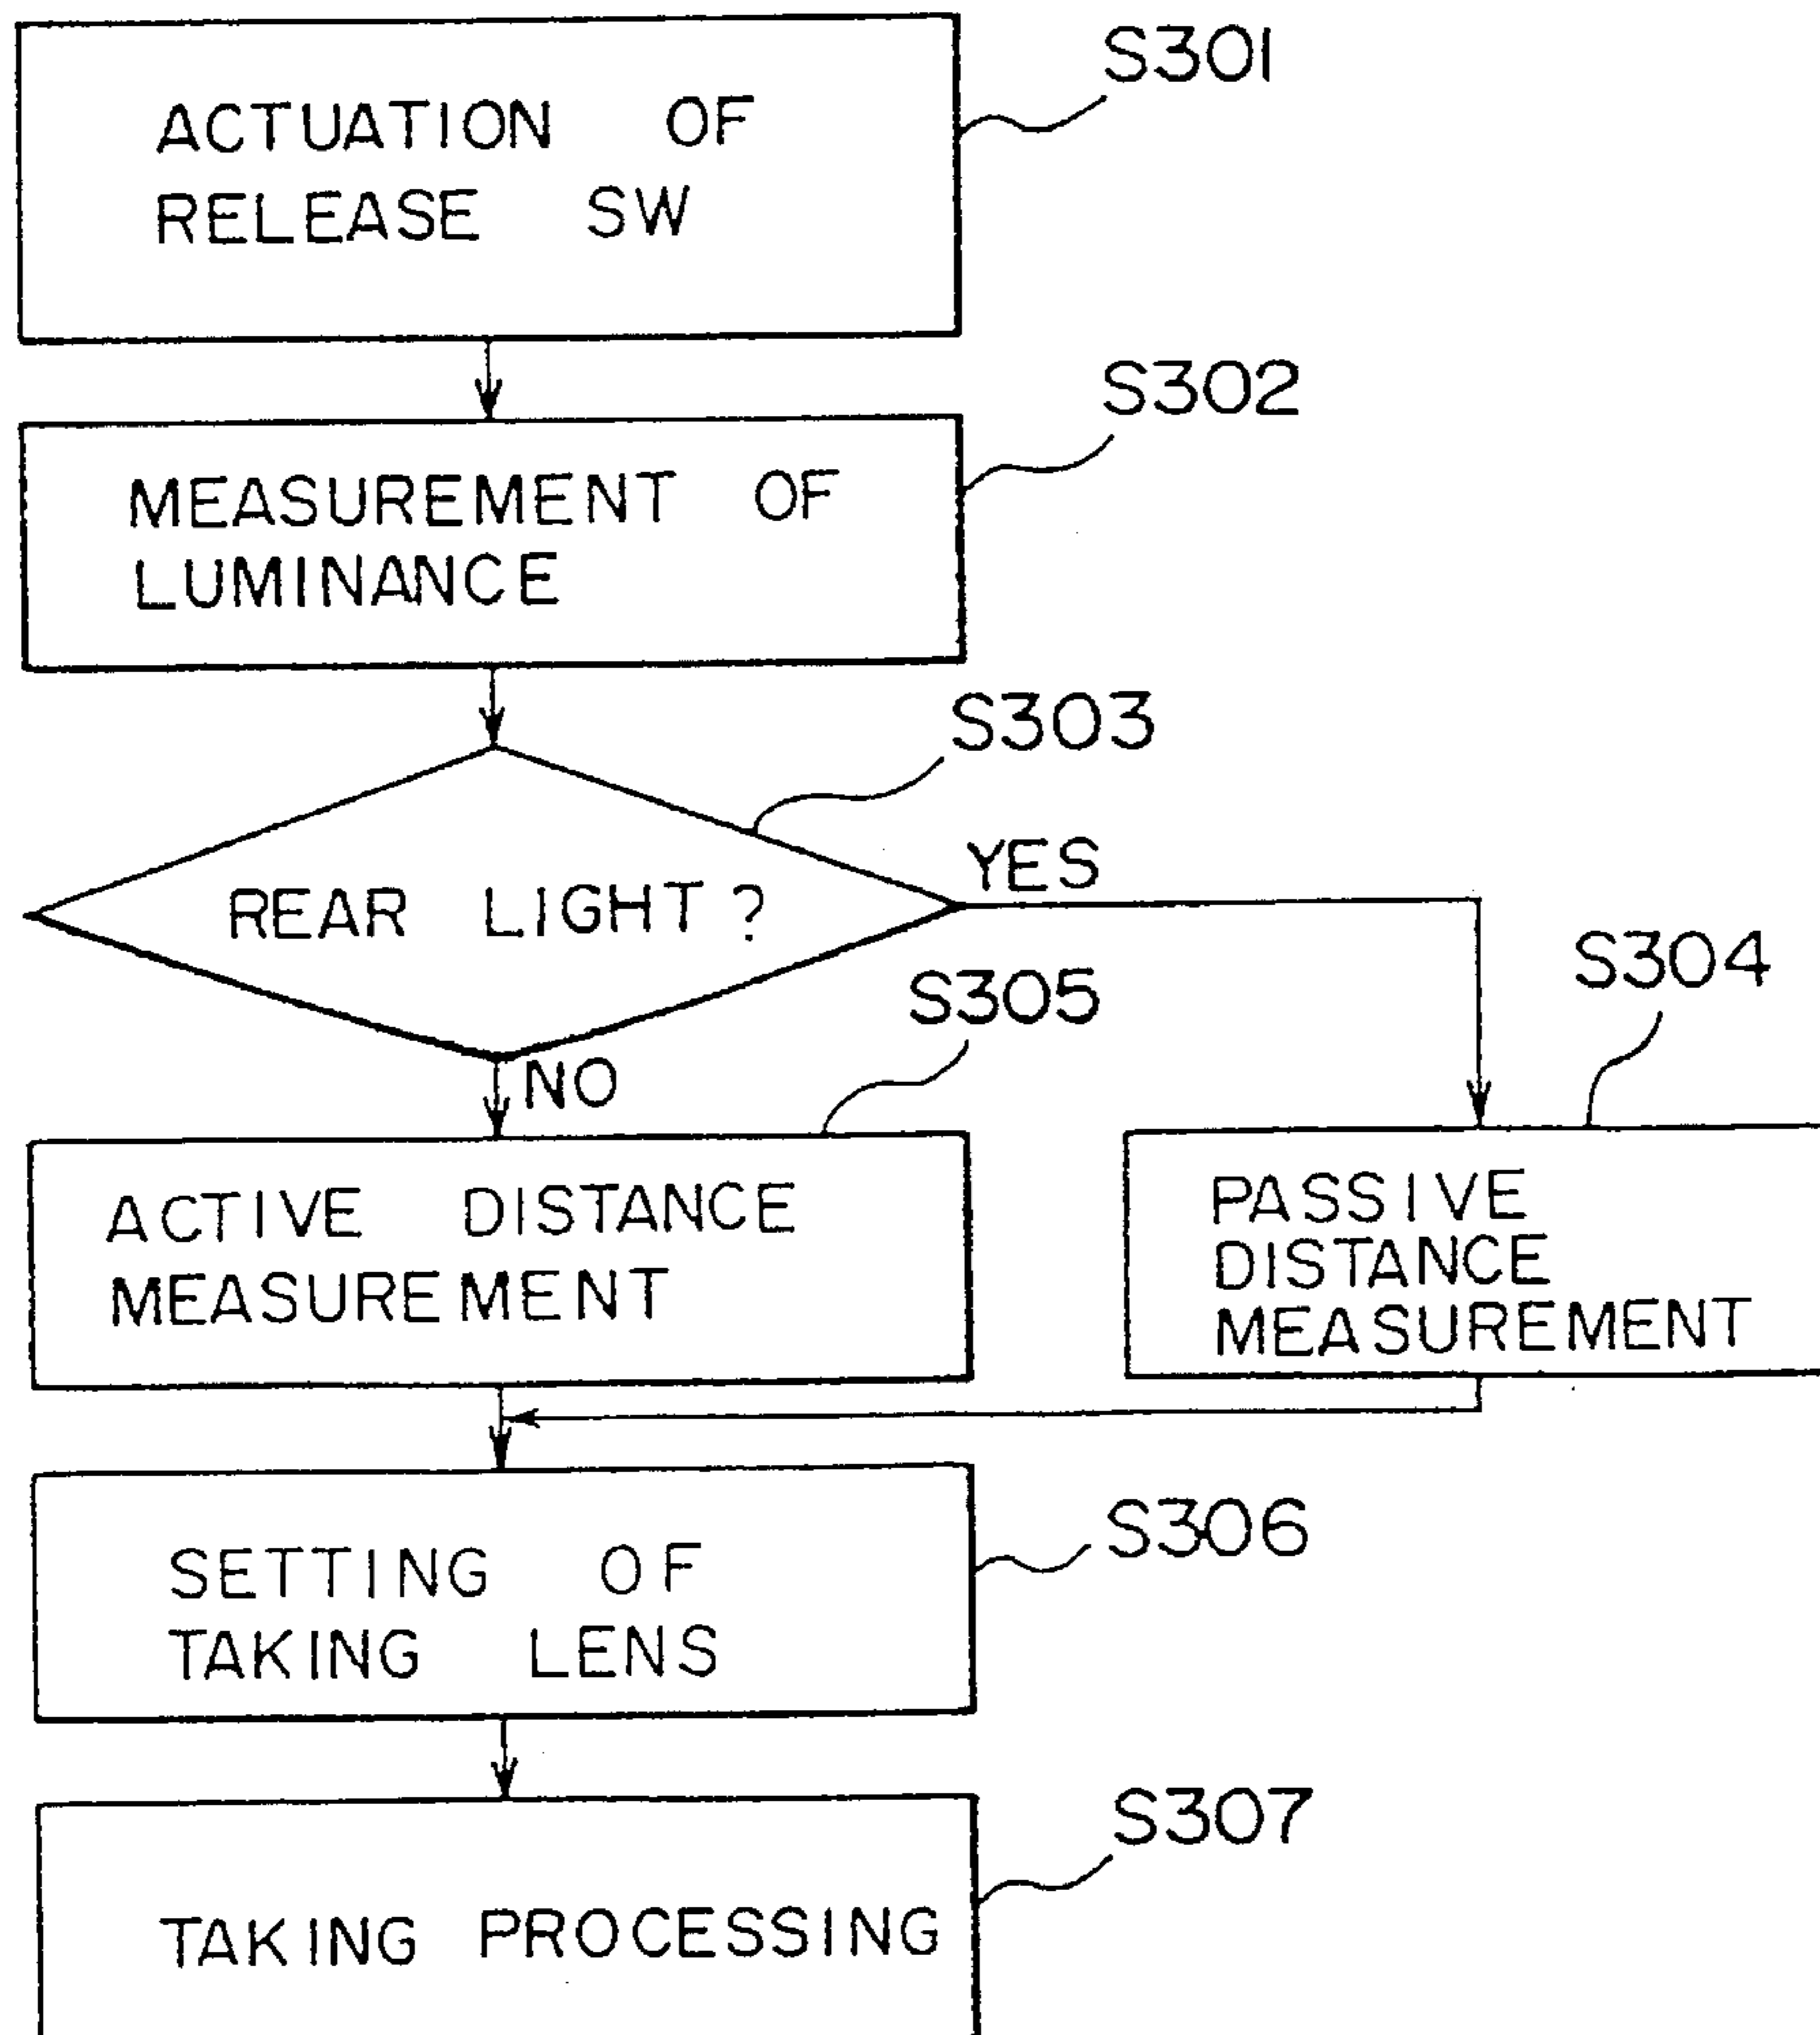 S301
ACTUATION OF
RELEASE SW
S302
MEASUREMENT OF
LUMINANCE
S303
REAR LIGHT?
YES
NO
S305
S304
ACTIVE DISTANCE
MEASUREMENT
PASSIVE
DISTANCE
MEASUREMENT
SETTING OF
TAKING LENS
S306
S307
TAKING PROCESSING